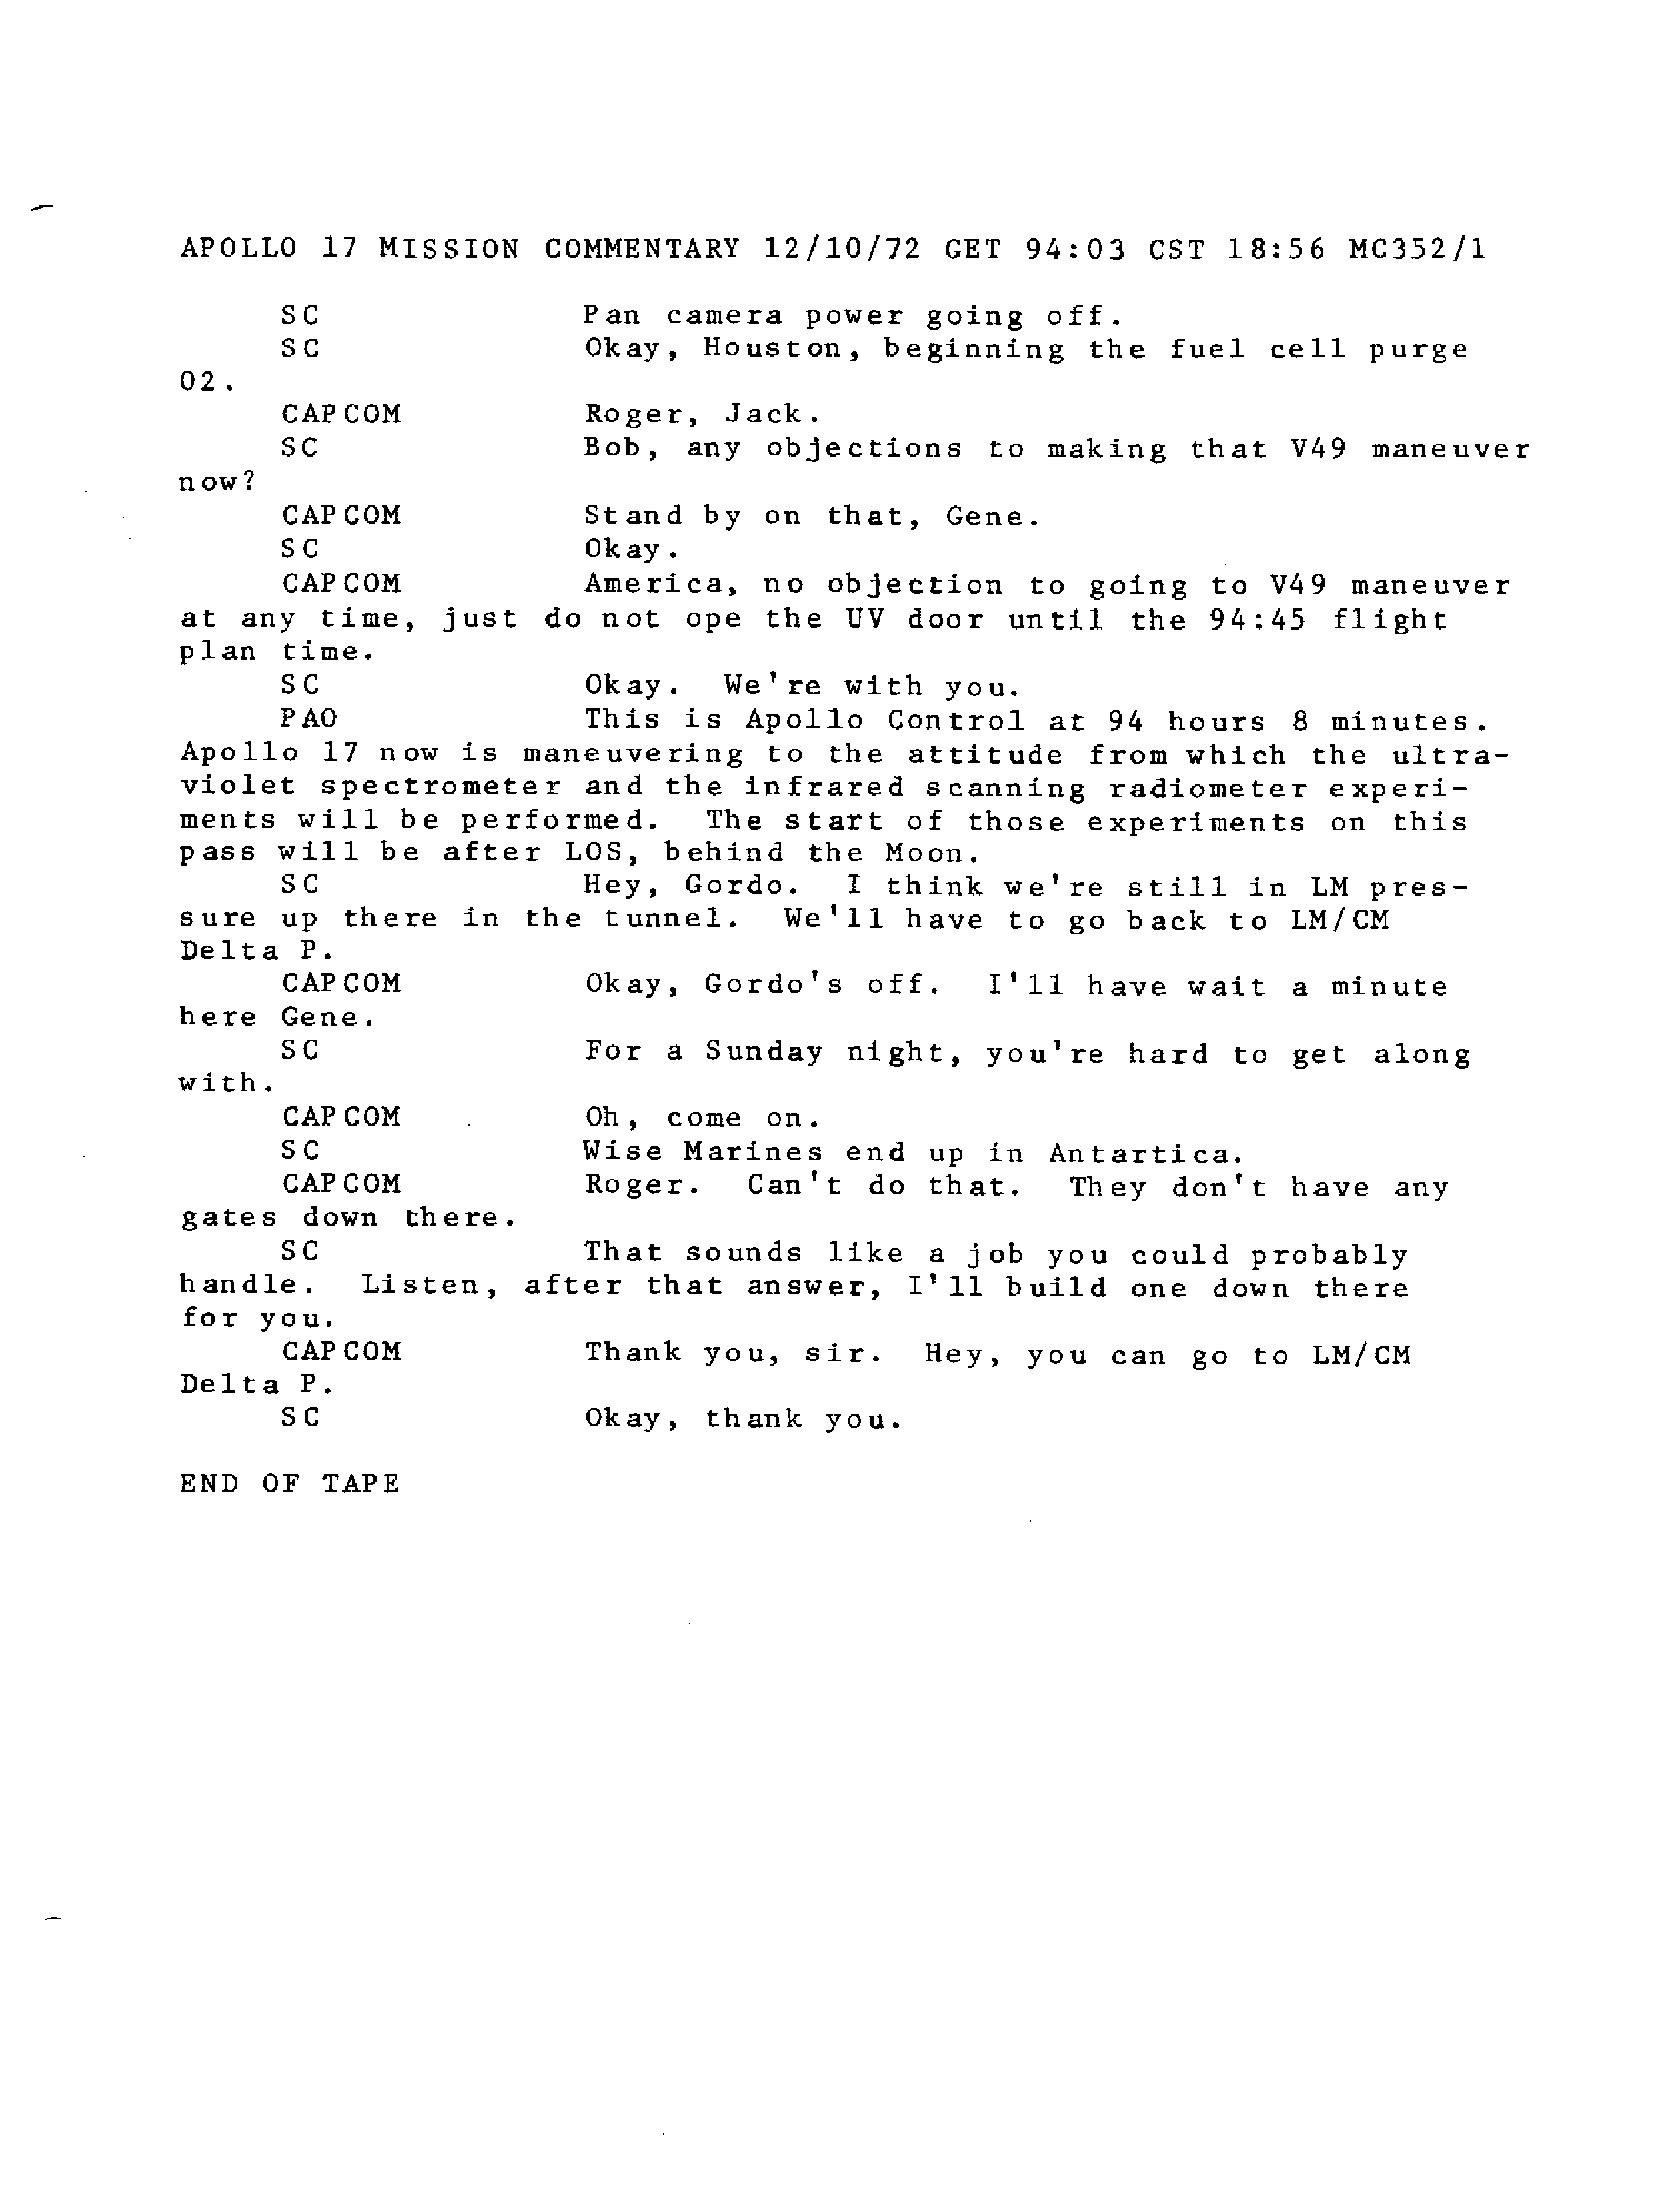 APOLLO 17 MISSION COMMENTARY 12/10/72 GET 94:03 CST 18:56 MC352/1
SC Pan camera power going off.
SC Okay, Houston, beginning the fuel cell purge
02.
CAPCOM Roger, Jack.
SC Bob, any objections to making that V49 maneuver
now?
CAPCOM Stand by on that, Gene.
SC Okay.
CAPCOM America, no objection to going to V49 maneuver
at any time, just do not ope the UV door until the 94:45 flight
plan time.
SC Okay. We're with you.
PAO This is Apollo Control at 94 hours 8 minutes.
Apollo 17 now is maneuvering to the attitude from which the ultra-
violet spectrometer and the infrared scanning radiometer experi-
ments will be performed. The start of those experiments on this
pass will be after LOS, behind the Moon.
SC Hey, Gordo. I think we're still in LM pres-
sure up there in the tunnel. We'll have to go back to LM/CM
Delta P.
CAPCOM Okay, Gordo's off. I'll have wait a minute
here Gene.
SC For a Sunday night, you're hard to get along
with.
CAPCOM Oh, come on.
SC Wise Marines end up in Antartica.
CAPCOM Roger. Can't do that. They don't have any
gates down there.
SC That sounds like a job you could probably
handle. Listen, after that answer, I'll build one down there
for you.
CAPCOM Thank you, sir. Hey, you can go to LM/CM
Delta P.
SC Okay, thank you.
END OF TAPE